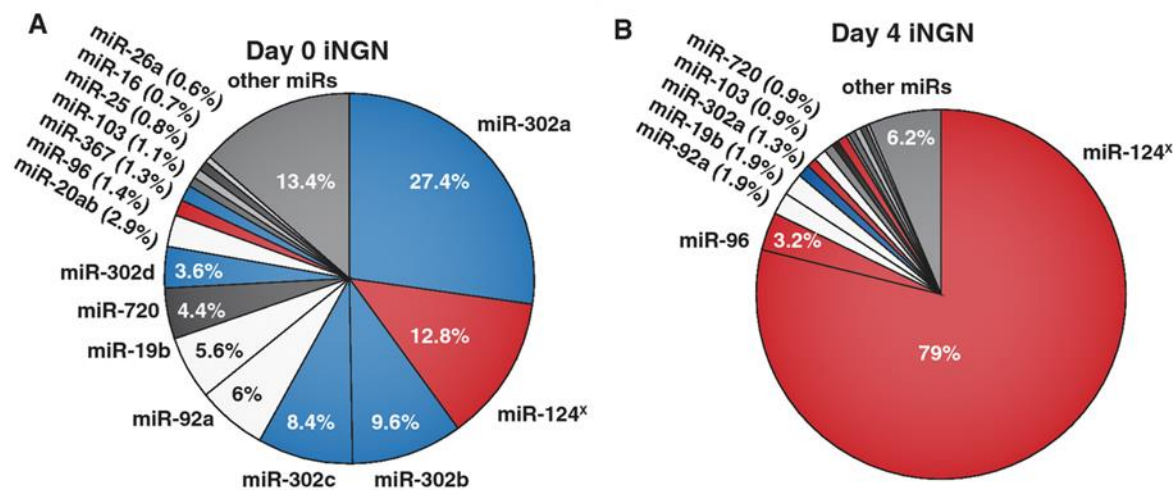 A
Day 0 iNGN
other miRs
miR-26a (0.6%)
miR-16 (0.7%)
miR-25 (0.8%)
miR-103 (1.1%)
miR-367 (1.3%)
miR-96 (1.4%)
miR-20ab (2.9%)
miR-302d
miR-720
miR-19b
miR-92a
miR-302c
miR-302b
miR-124ˣ
miR-302a
13.4%
27.4%
3.6%
4.4%
12.8%
5.6%
6%
8.4%
9.6%
B
Day 4 iNGN
other miRs
miR-720 (0.9%)
miR-103 (0.9%)
miR-302a (1.3%)
miR-19b (1.9%)
miR-92a (1.9%)
miR-96
miR-124ˣ
6.2%
3.2%
79%